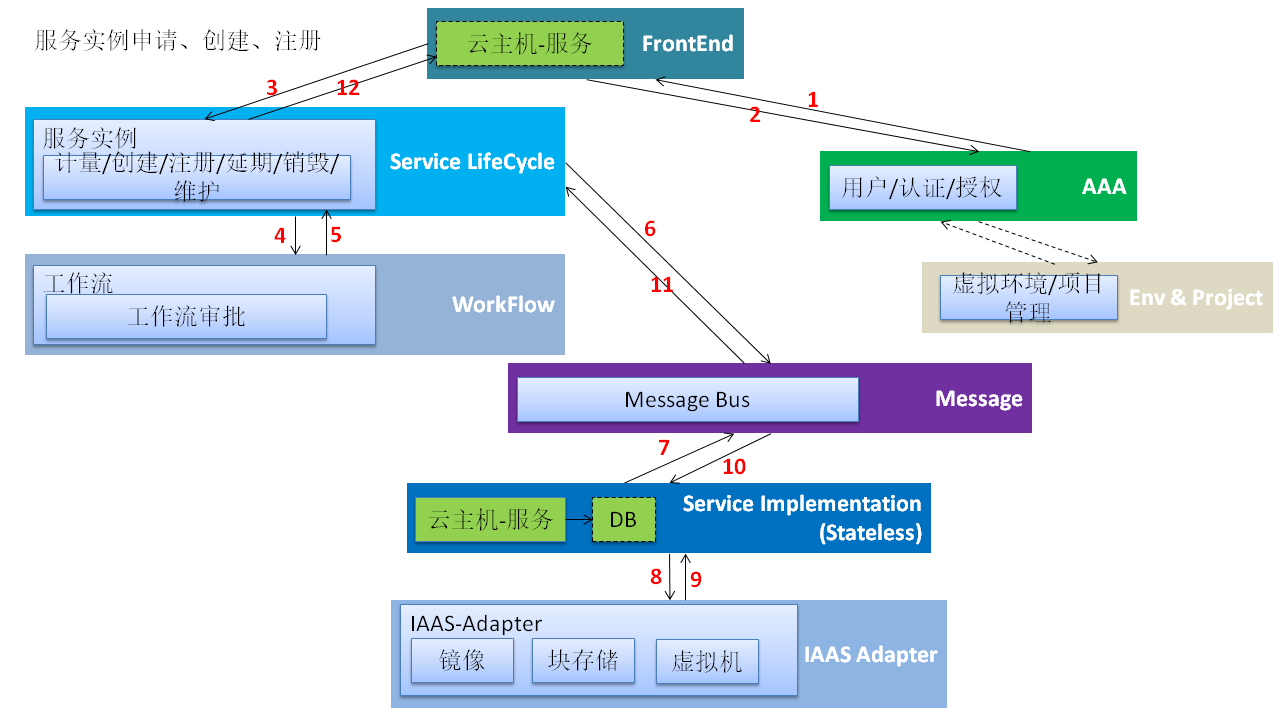 服务实例申请、创建、注册
云主机-服务
FrontEnd
3
12
1
2
服务实例
计量/创建/注册/延期/销毁/
维护
Service LifeCycle
用户/认证/授权
AAA
4
5
6
11
工作流
工作流审批
WorkFlow
虚拟环境/项目
管理
Env & Project
Message Bus
Message
7
10
云主机-服务
DB
Service Implementation
(Stateless)
8
9
IAAS-Adapter
镜像
块存储
虚拟机
IAAS Adapter